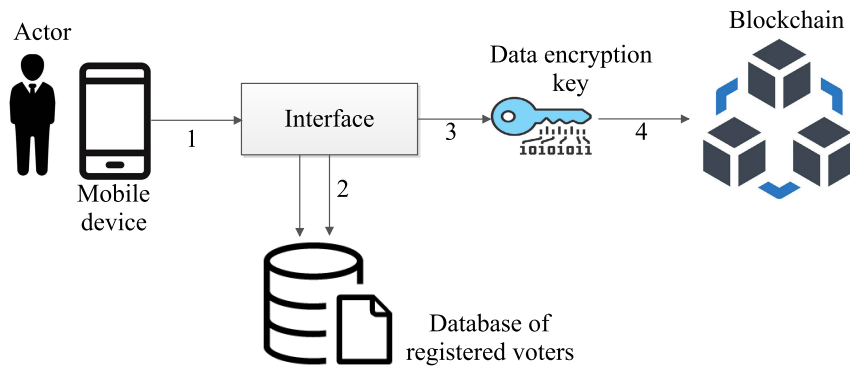 Actor
Blockchain
Data encryption
key
Interface
1
3
4
10101011
Mobile
device
2
Database of
registered voters